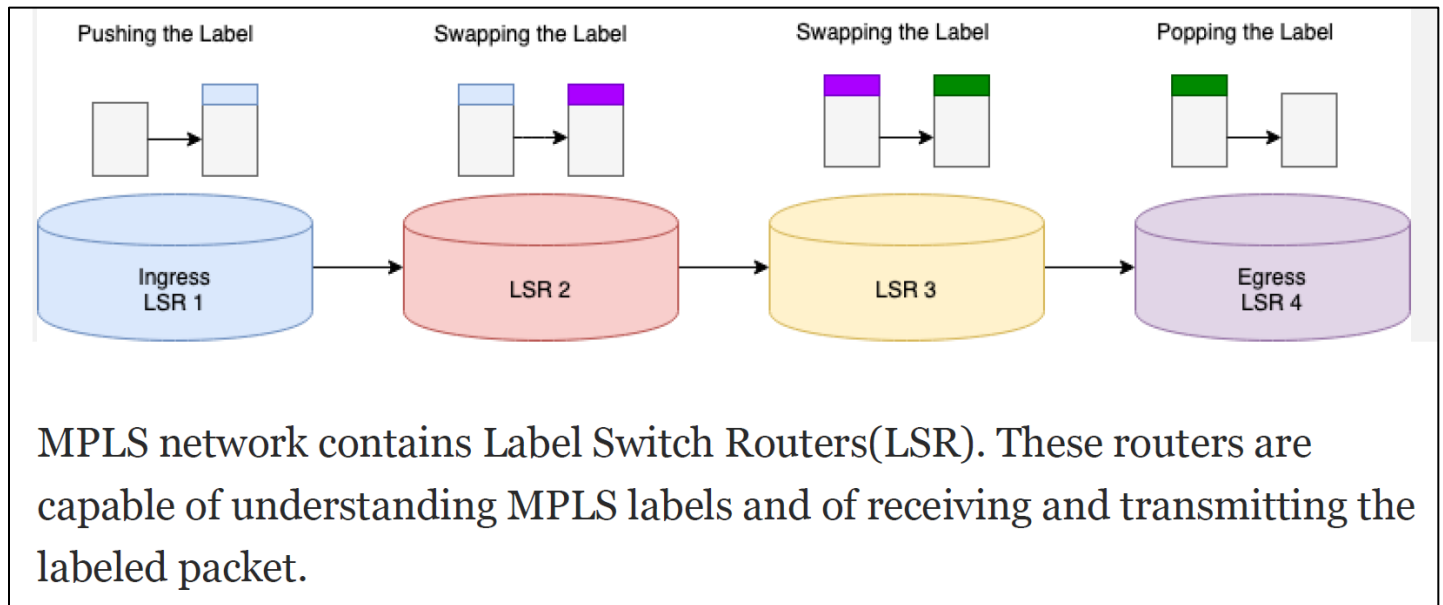 Pushing the Label
Swapping the Label
Swapping the Label
Popping the Label
Ingress
LSR 1
LSR 2
LSR 3
Egress
LSR 4
MPLS network contains Label Switch Routers(LSR). These routers are
capable of understanding MPLS labels and of receiving and transmitting the
labeled packet.